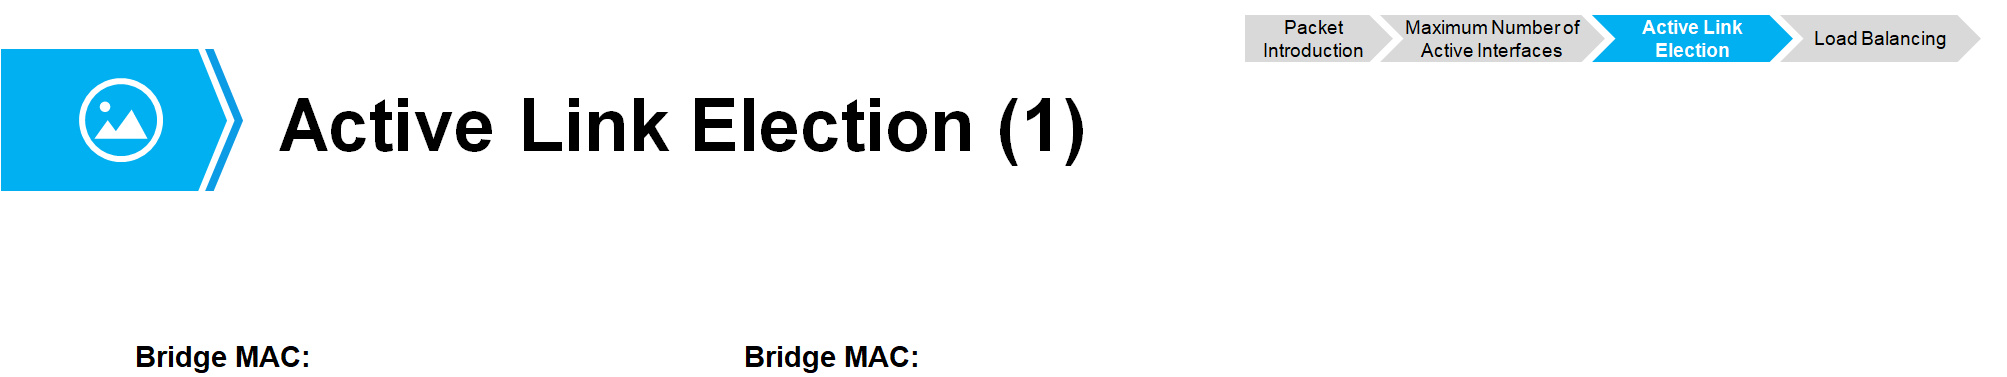 Packet
Introduction
Maximum Number of
Active Interfaces
Active Link
Election
Load Balancing
Active Link Election (1)
Bridge MAC:
Bridge MAC: